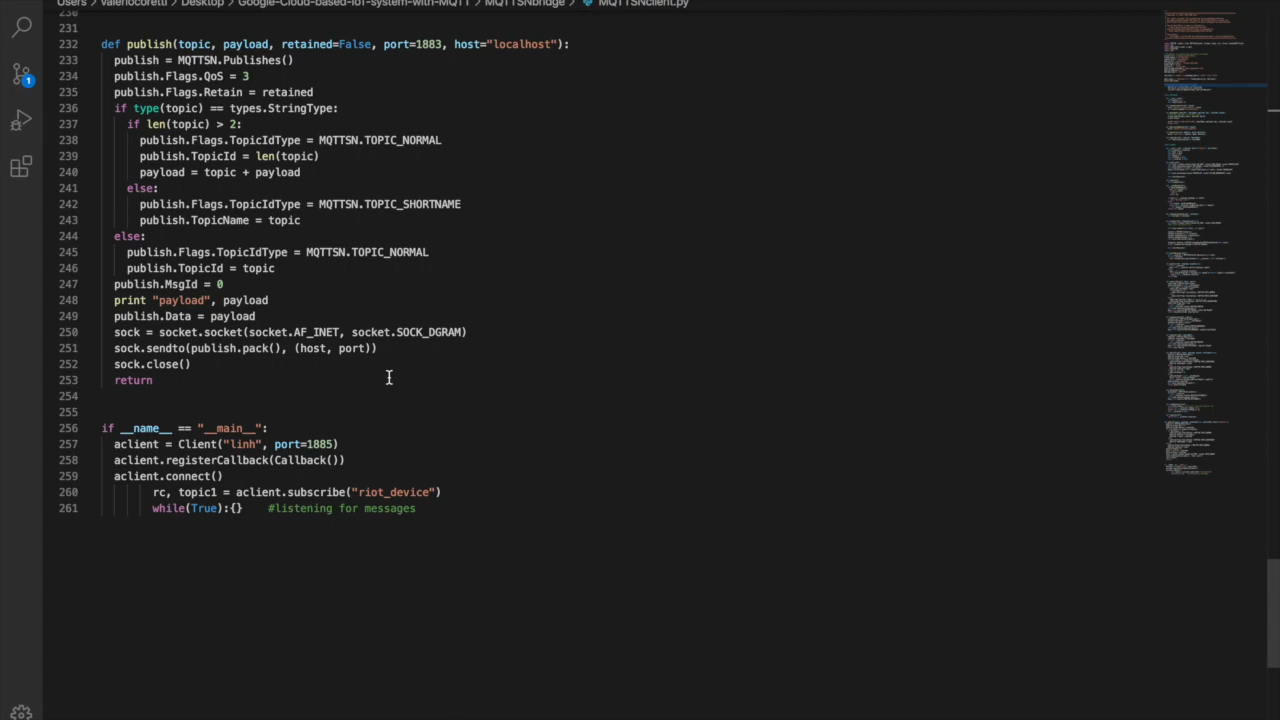 Users > valeriocoretti > Desktop > Google-Cloud-based-IoT-system-with-MQTT > MQTTSNbridge > MQTTSNclient.py
230
231
232 def publish(topic, payload, retained=False, port=1883, host="localhost"):
233 publish = MQTTSN.Publishes()
234 publish.Flags.QoS = 3
235 publish.Flags.Retain = retained
236 if type(topic) == types.StringType:
237 if len(topic) > 2:
238 publish.Flags.TopicIdType = MQTTSN.TOPIC_NORMAL
239 publish.TopicId = len(topic)
240 payload = topic + payload
241 else:
242 publish.Flags.TopicIdType = MQTTSN.TOPIC_SHORTNAME
243 publish.TopicName = topic
244 else:
245 publish.Flags.TopicIdType = MQTTSN.TOPIC_NORMAL
246 publish.TopicId = topic
247 publish.MsgId = 0
248 print "payload", payload
249 publish.Data = payload
250 sock = socket.socket(socket.AF_INET, socket.SOCK_DGRAM)
251 sock.sendto(publish.pack(), (host, port))
252 sock.close()
253 return
254
255
256 if __name__ == "__main__":
257 aclient = Client("linh", port=1885)
258 aclient.registerCallback(Callback())
259 aclient.connect()
260 rc, topic1 = aclient.subscribe("riot_device")
261 while(True):{} #listening for messages
1